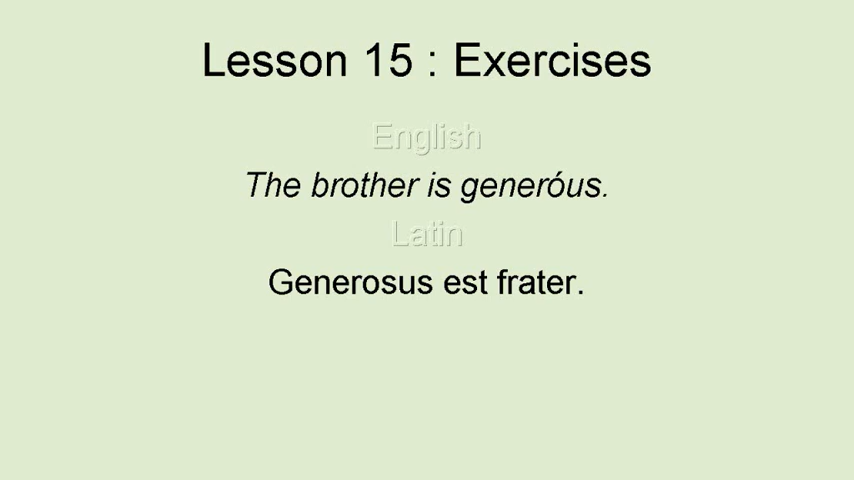 Lesson 15 : Exercises
English
The brother is generóus.
Latin
Generosus est frater.